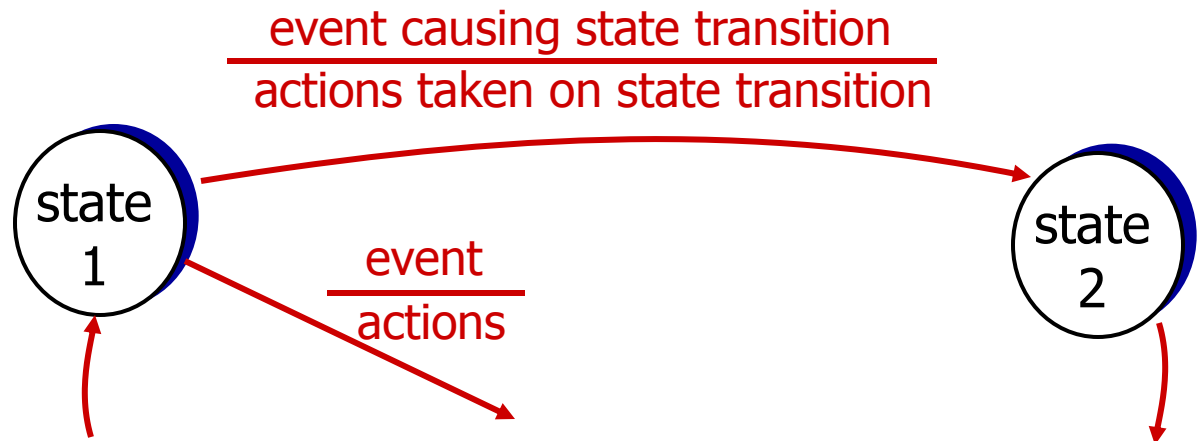 event causing state transition
actions taken on state transition
state
1
event
actions
state
2